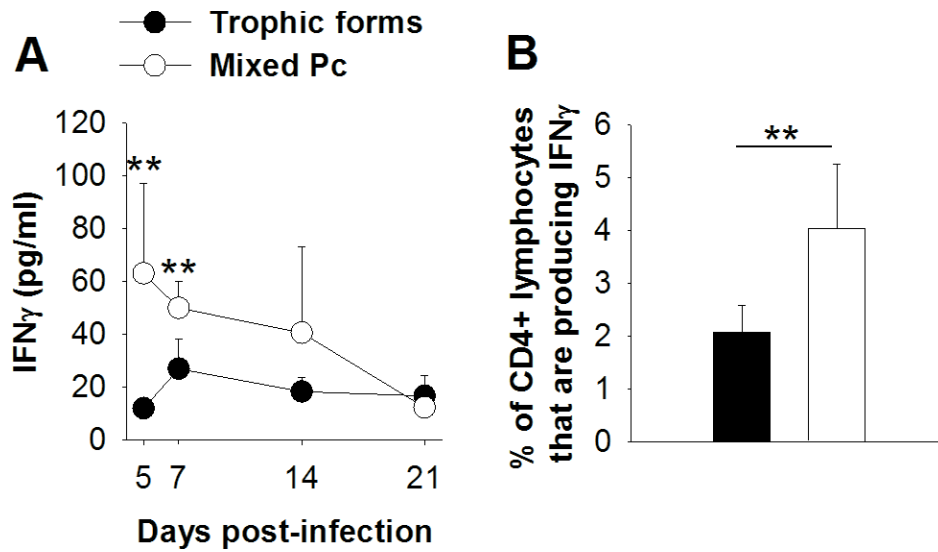 A
Trophic forms
Mixed Pc
IFNγ (pg/ml)
120
100
80
60
40
20
0
**
**
5 7 14 21
Days post-infection
B
% of CD4+ lymphocytes
that are producing IFNγ
6
5
4
3
2
1
0
**